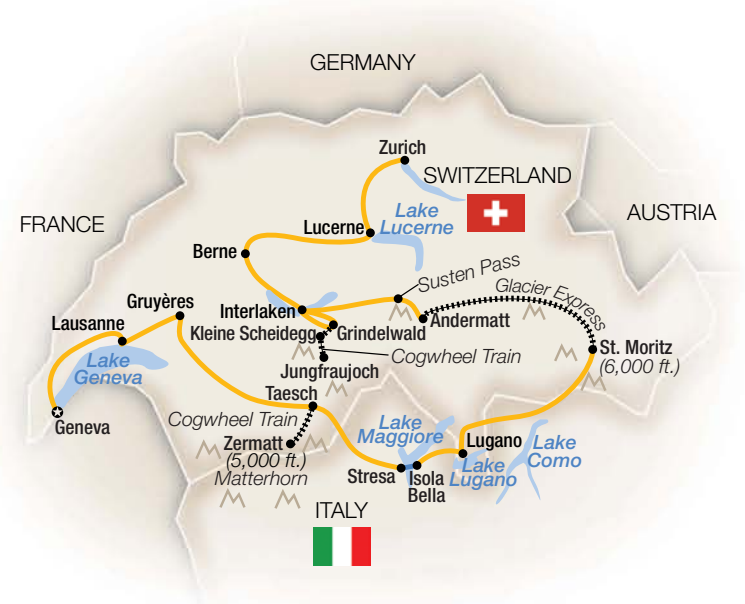 GERMANY
Zurich
SWITZERLAND
FRANCE
AUSTRIA
Lucerne
Lake
Lucerne
Berne
Susten Pass
Glacier Express
Gruyères
Interlaken
Lausanne
Kleine Scheidegg
Grindelwald
Andermatt
Cogwheel Train
St. Moritz
(6,000 ft.)
Lake
Geneva
Jungfraujoch
Taesch
Geneva
Cogwheel Train
Zermatt
(5,000 ft.)
Matterhorn
Lake
Maggiore
Lugano
Lake
Como
Lake
Lugano
Stresa
Isola
Bella
ITALY